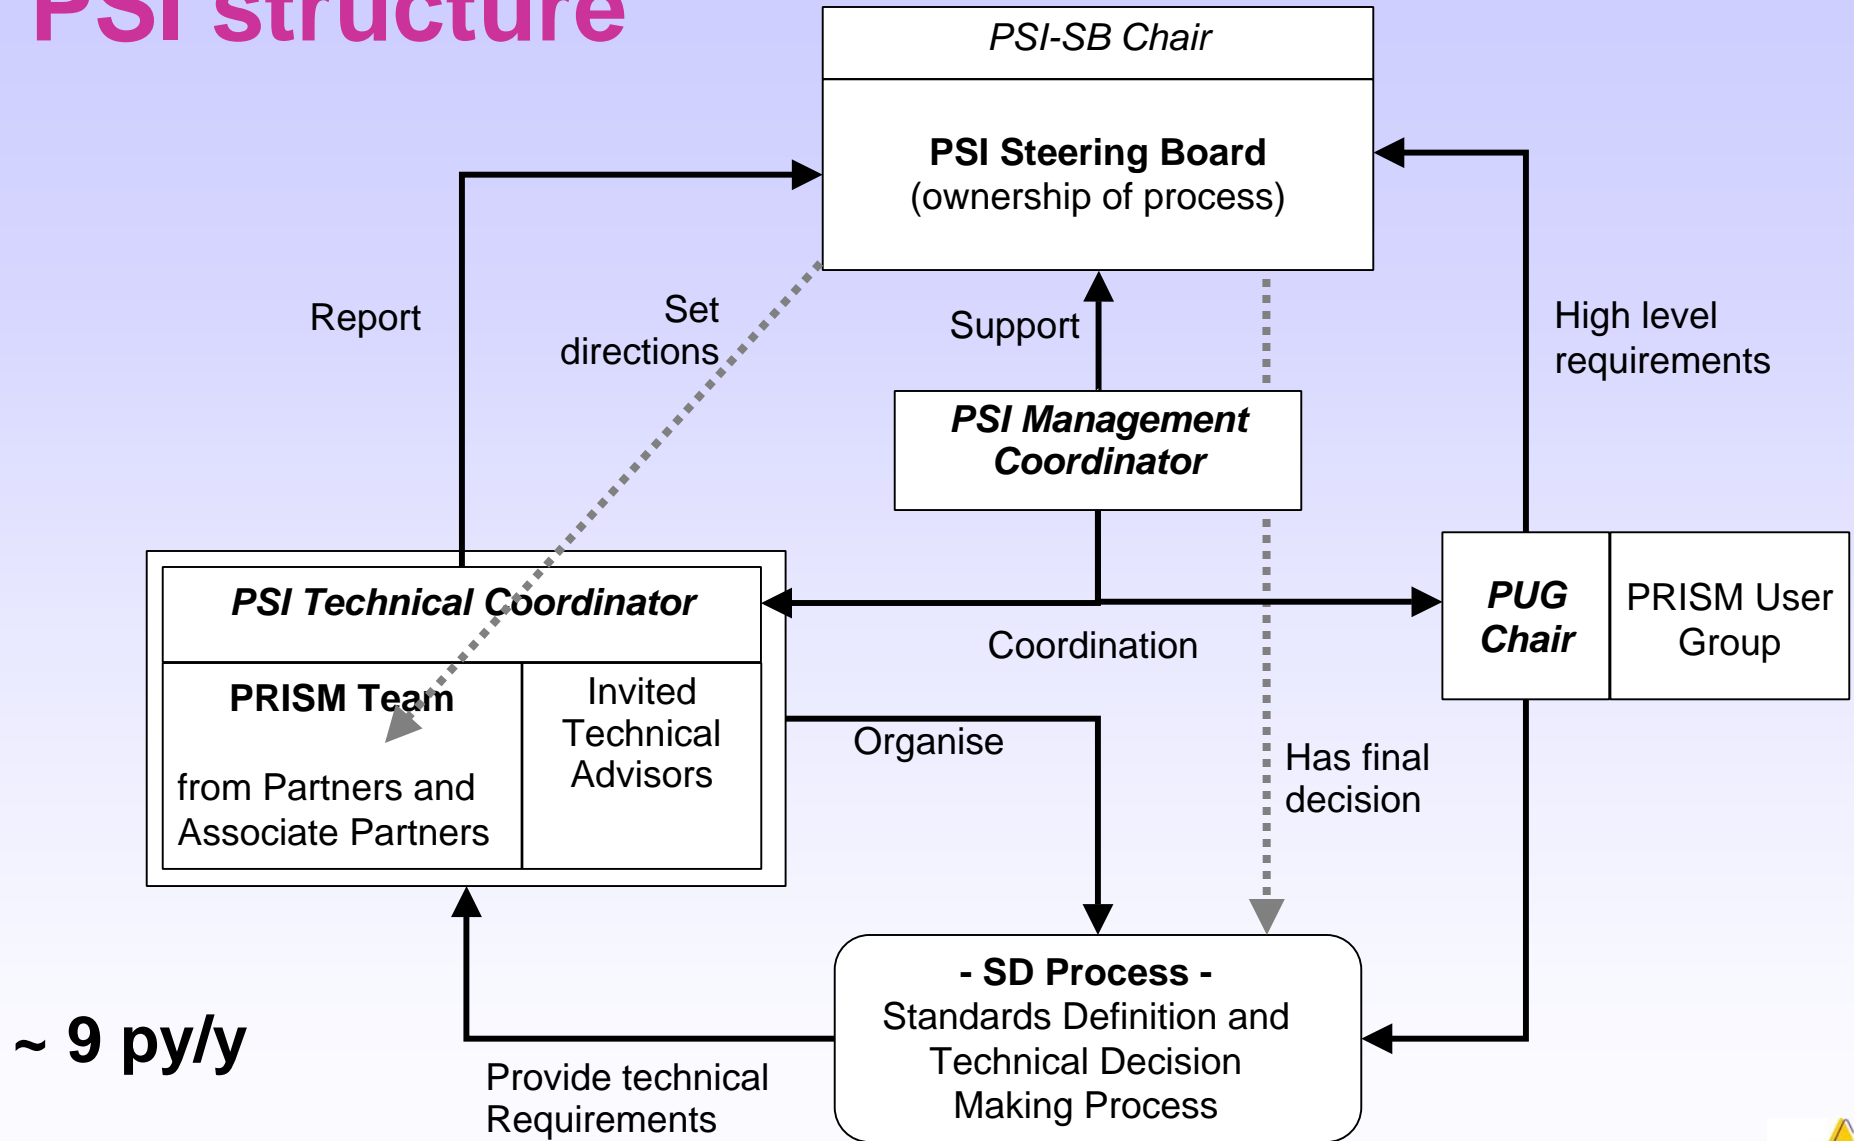 PSI structure
PSI-SB Chair
PSI Steering Board
(ownership of process)
Report
Set
directions
Support
High level
requirements
PSI Management
Coordinator
PSI Technical Coordinator
PRISM Team
from Partners and
Associate Partners
Invited
Technical
Advisors
Coordination
PUG
Chair
PRISM User
Group
Organise
Has final
decision
- SD Process -
Standards Definition and
Technical Decision
Making Process
~ 9 py/y
Provide technical
Requirements